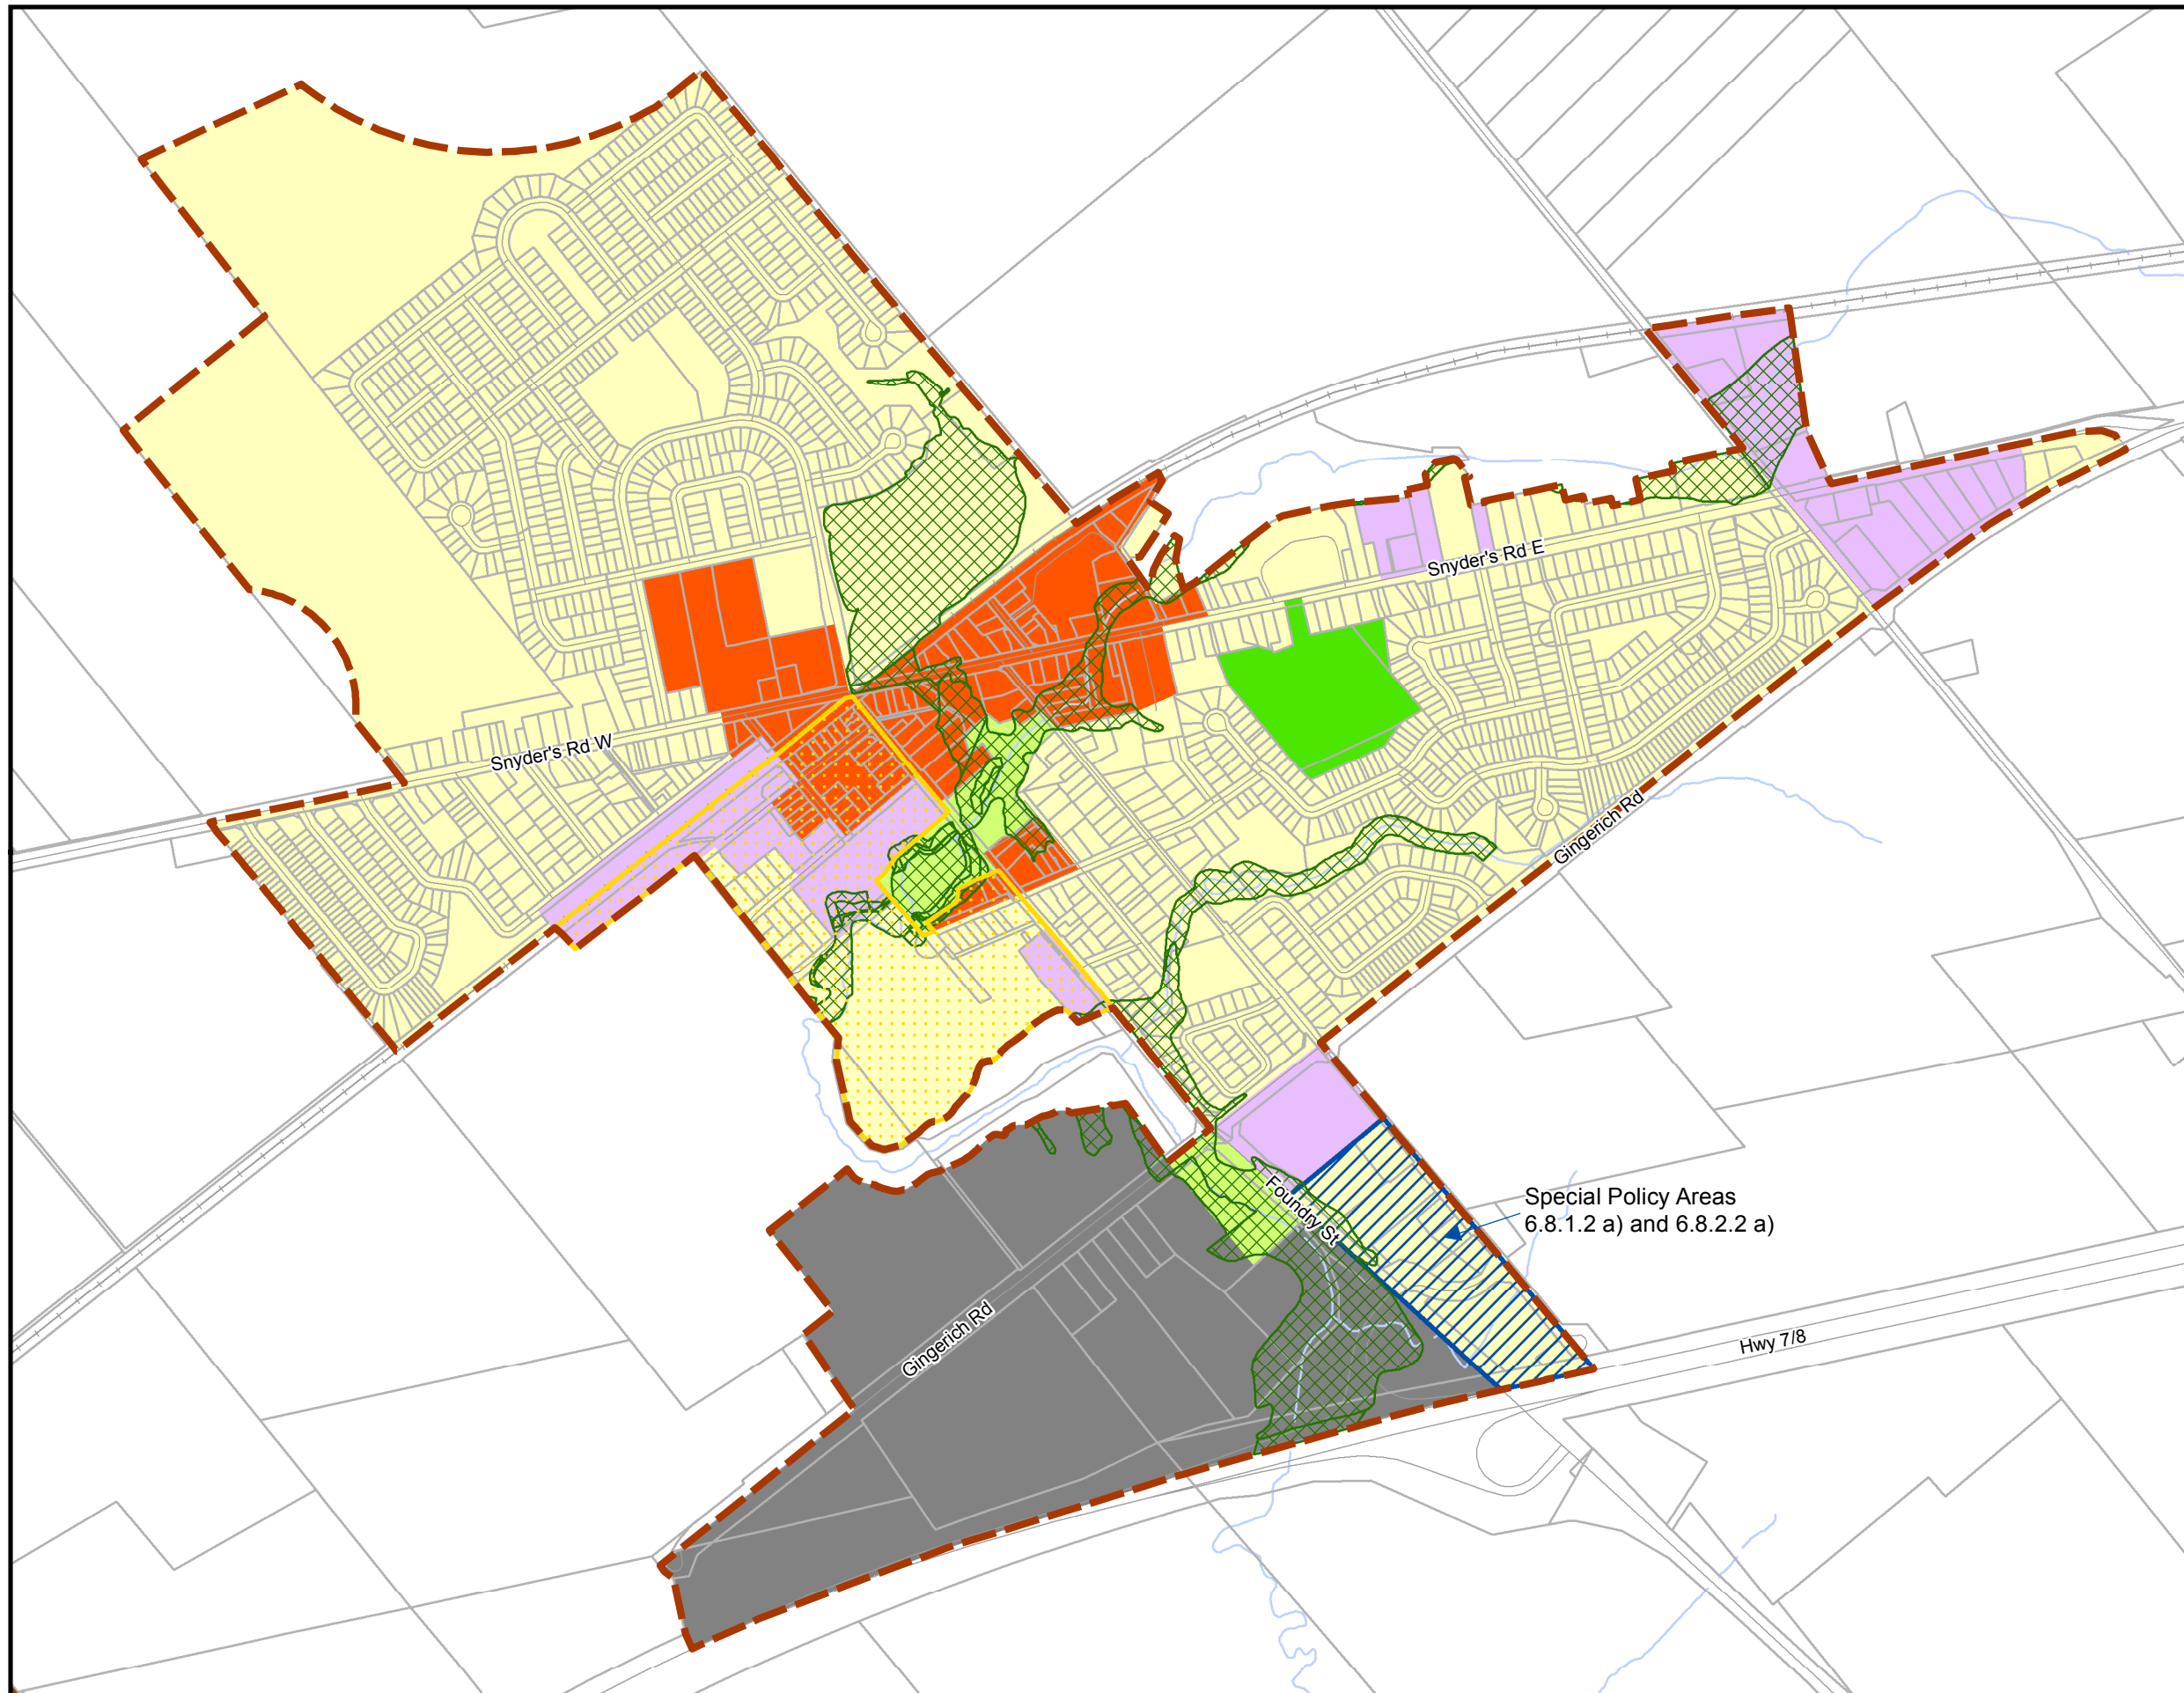 Snyder's Rd E
Snyder's Rd W
Gingerich Rd
Foundry St
Special Policy Areas
6.8.1.2 a) and 6.8.2.2 a)
Gingerich Rd
Hwy 7/8